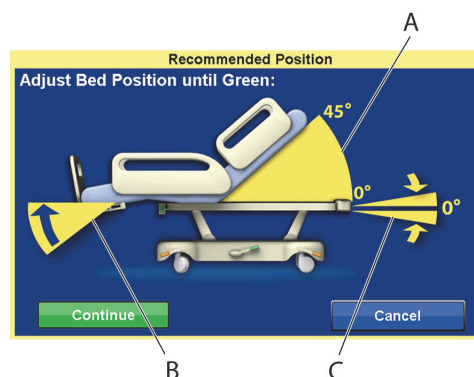 A
Recommended Position
Adjust Bed Position until Green:
45°
0°
0°
Continue
Cancel
B
C